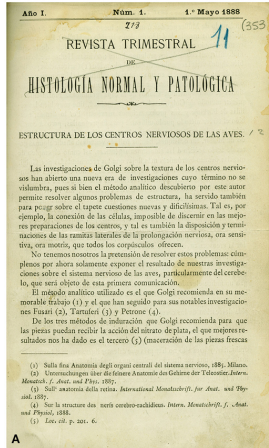 Año I. Núm. 1. 1.º Mayo 1888
218 11 (353)
REVISTA TRIMESTRAL
DE
HISTOLOGÍA NORMAL Y PATOLÓGICA
ESTRUCTURA DE LOS CENTROS NERVIOSOS DE LAS AVES.
Las investigaciones de Golgi sobre la textura de los centros nervio-
sos han abierto una nueva era de investigaciones cuyo término no se
vislumbra, pues si bien el método analítico descubierto por este autor
permite resolver algunos problemas de estructura, ha servido también
para poner sobre el tapete cuestiones nuevas y dificilísimas. Tal es, por
ejemplo, la conexión de las células, imposible de discernir en las mejo-
res preparaciones de los centros, y tal es también la disposición y termi-
naciones de las ramitas laterales de la prolongación nerviosa, ora sensi-
tiva, ora motriz, que todos los corpúsculos ofrecen.
No tenemos nosotros la pretensión de resolver estos problemas: cúm-
plenos por ahora solamente exponer el resultado de nuestras investiga-
ciones sobre el sistema nervioso de las aves, particularmente del cerebe-
lo, que será objeto de esta primera comunicación.
El método analítico utilizado es el que Golgi recomienda en su me-
morable trabajo (1) y el que han seguido para sus notables investigacio-
nes Fusari (2), Tartuferi (3) y Petrone (4).
De los tres métodos de induración que Golgi recomienda para que
las piezas puedan recibir la acción del nitrato de plata, el que mejores re-
sultados nos ha dado es el tercero (5) (maceración de las piezas frescas
(1) Sulla fina Anatomia degli organi centrali del sistema nervioso, 1885. Milano.
(2) Untersuchungen über die feinere Anatomie des Gehirns der Teleostier. Intern.
Monatsch. f. Anat. und Phys. 1887.
(3) Sull' anatomia della retina. International Monatsschrift. für Anat. und Phy-
siol. 1887.
(4) Sur la structure des nerfs cerebro-rachidiens. Intern. Monatschrift. f. Anat.
und Physiol, 1888.
(5) Loc. cit. p. 201. 6.
A